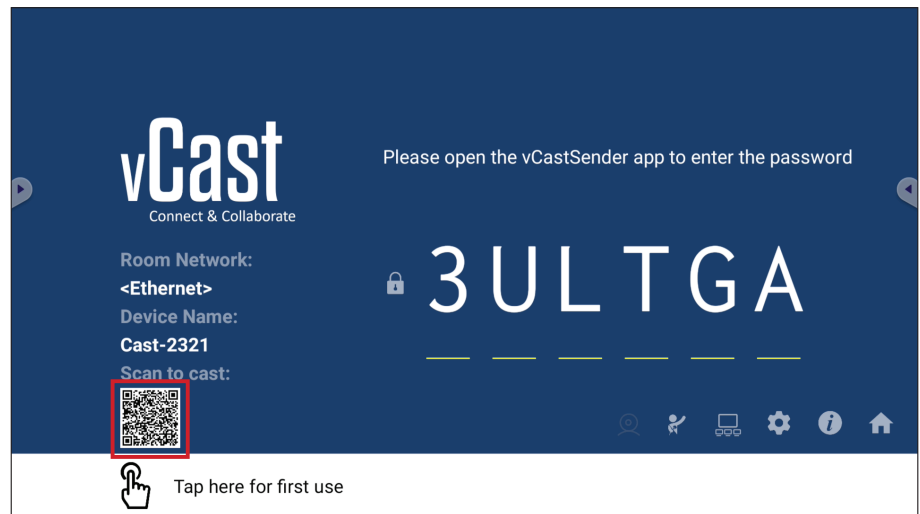 vCast
Connect & Collaborate
Please open the vCastSender app to enter the password
Room Network:
<Ethernet>
Device Name:
Cast-2321
Scan to cast:
3ULTGA
Tap here for first use